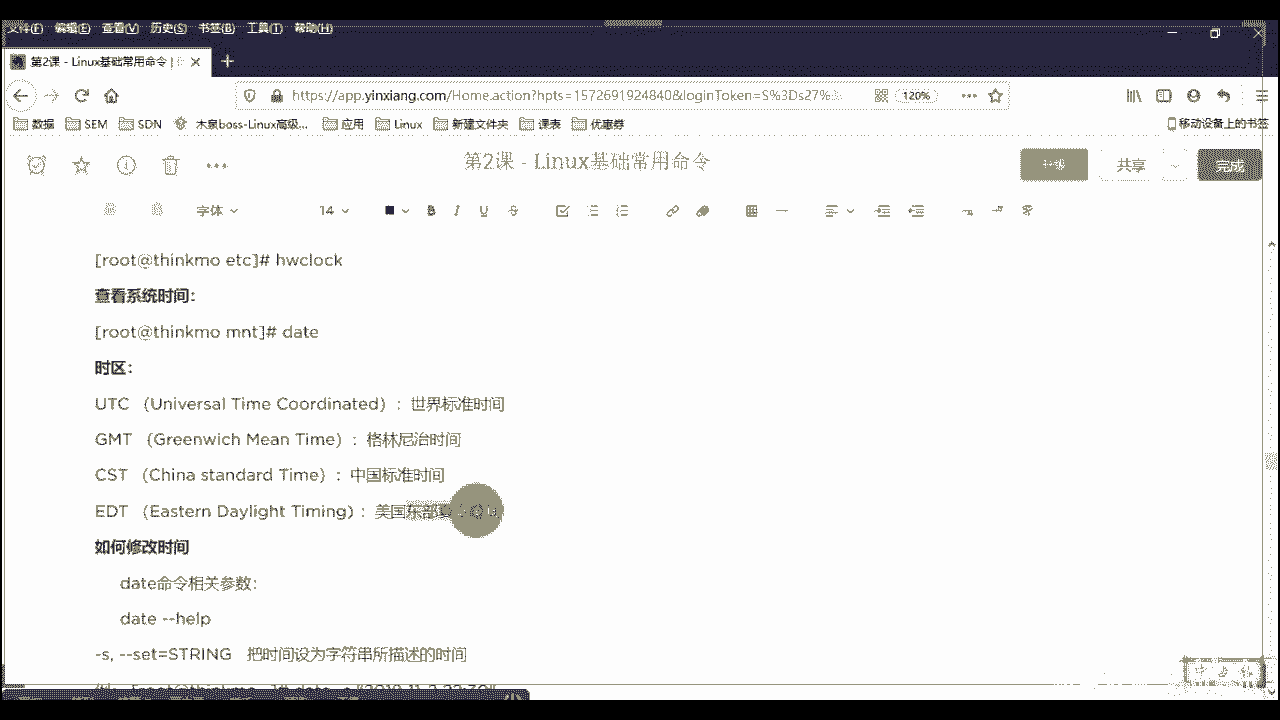 文件(F) 编辑(E) 查看(V) 历史(S) 书签(B) 工具(T) 帮助(H)
第2课 - Linux基础常用命令 |
https://app.yinxiang.com/Home.action?hpts=1572691924840&loginToken=S%3Ds27%
120%
数据 SEM SDN 木泉boss-Linux高级... 应用 Linux 新建文件夹 课表 优惠券 移动设备上的书签
第2课 - Linux基础常用命令
共享
完成
字体 14
[root@thinkmo etc]# hwclock
查看系统时间：
[root@thinkmo mnt]# date
时区：
UTC （Universal Time Coordinated）：世界标准时间
GMT （Greenwich Mean Time）：格林尼治时间
CST （China standard Time）：中国标准时间
EDT （Eastern Daylight Timing）：美国东部
如何修改时间
date命令相关参数：
date --help
-s, --set=STRING 把时间设为字符串所描述的时间